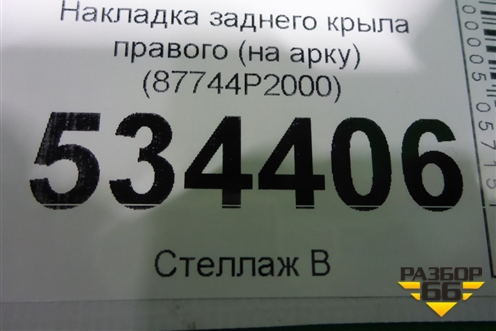 Накладка заднего крыла
правого (на арку)
(87744P2000)
534406
Стеллаж В
РАЗБОР
66